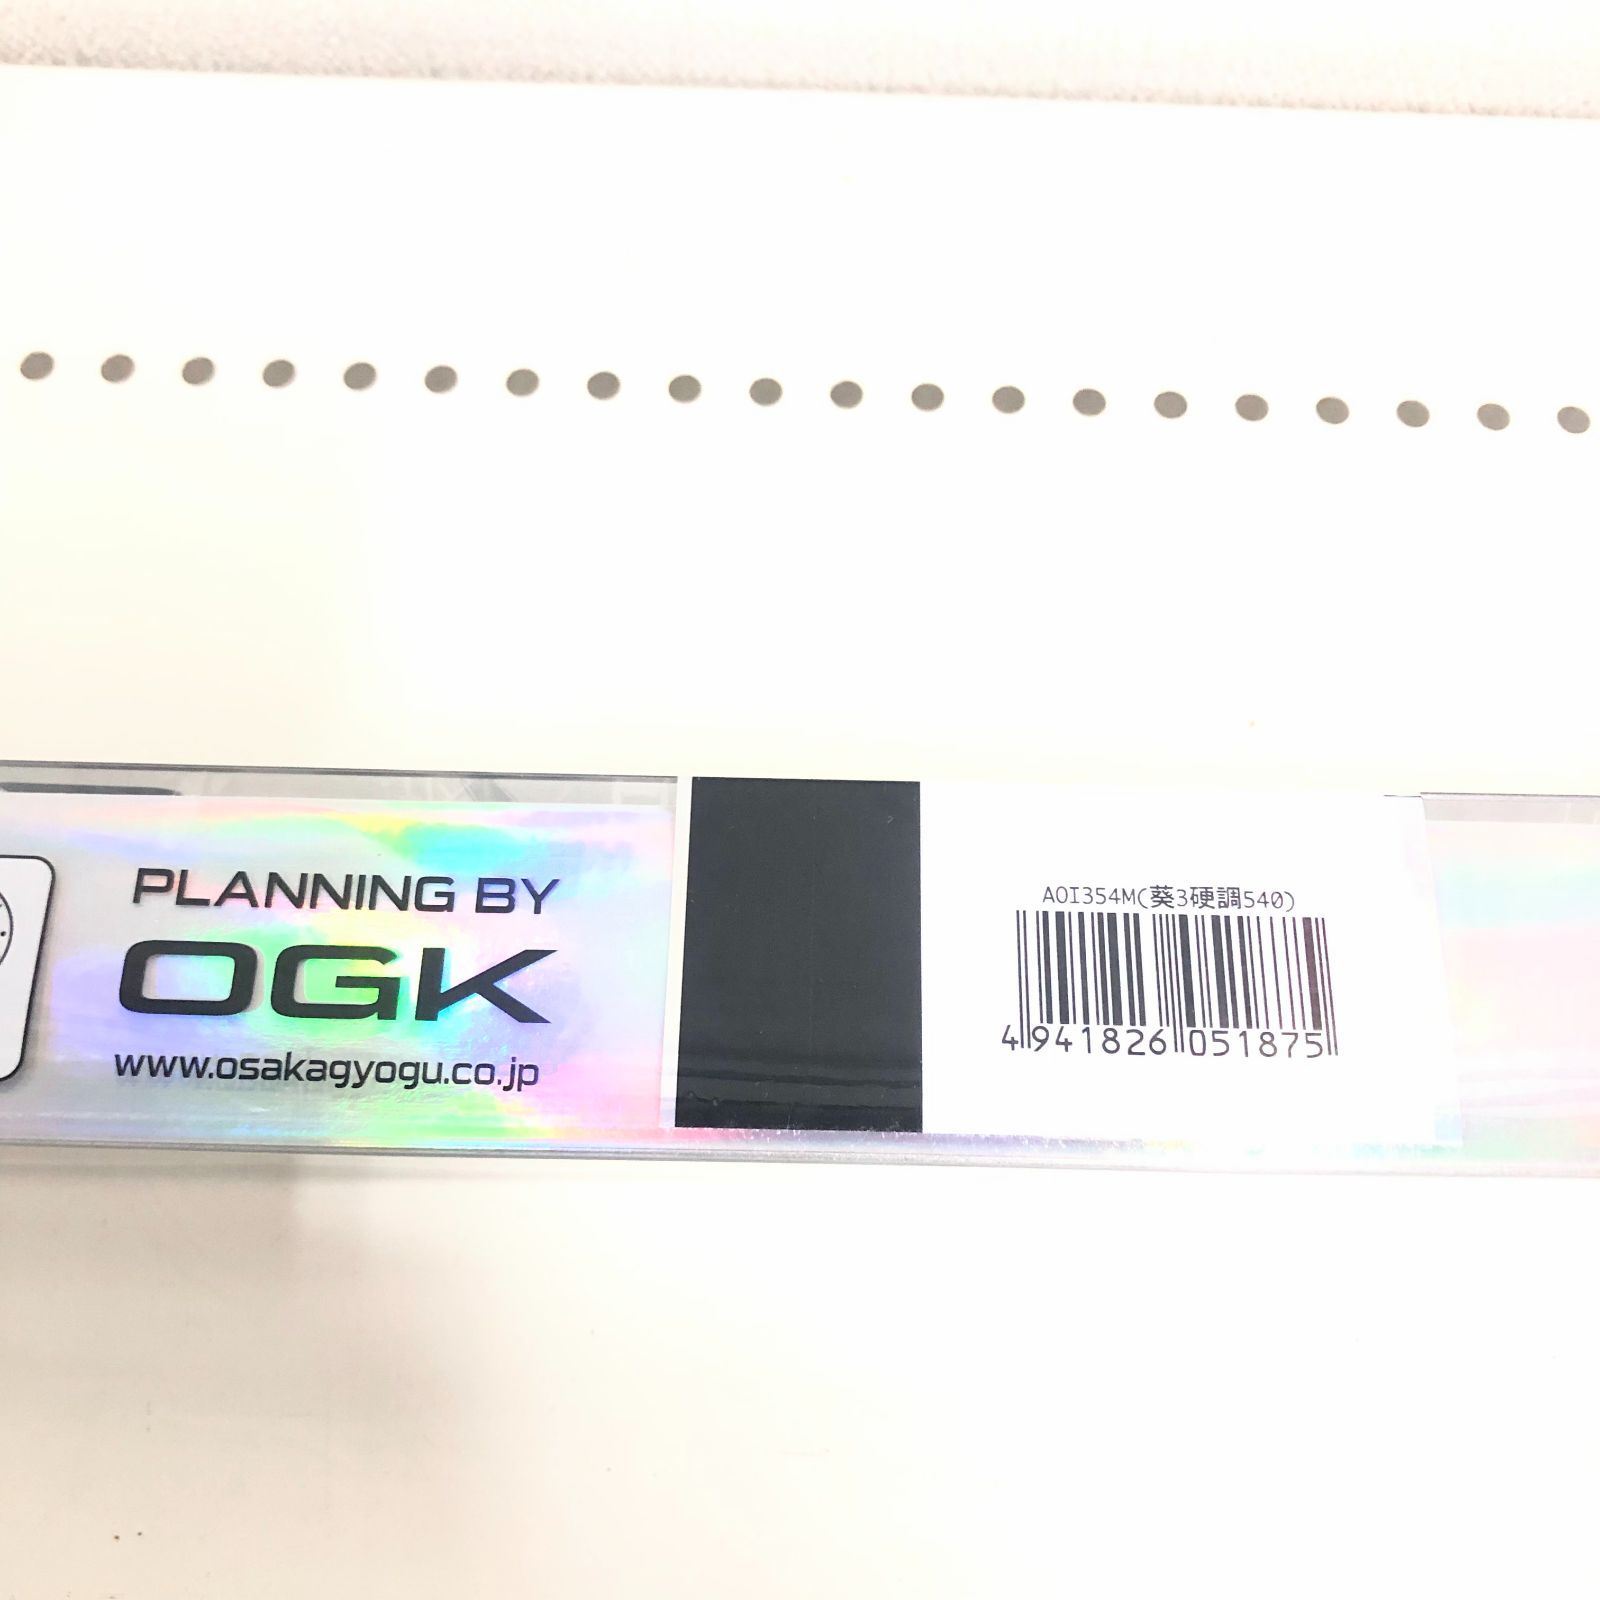 PLANNING BY
OGK
www.osakagyogu.co.jp
AOI354M(葵3硬調540)
4941826051875